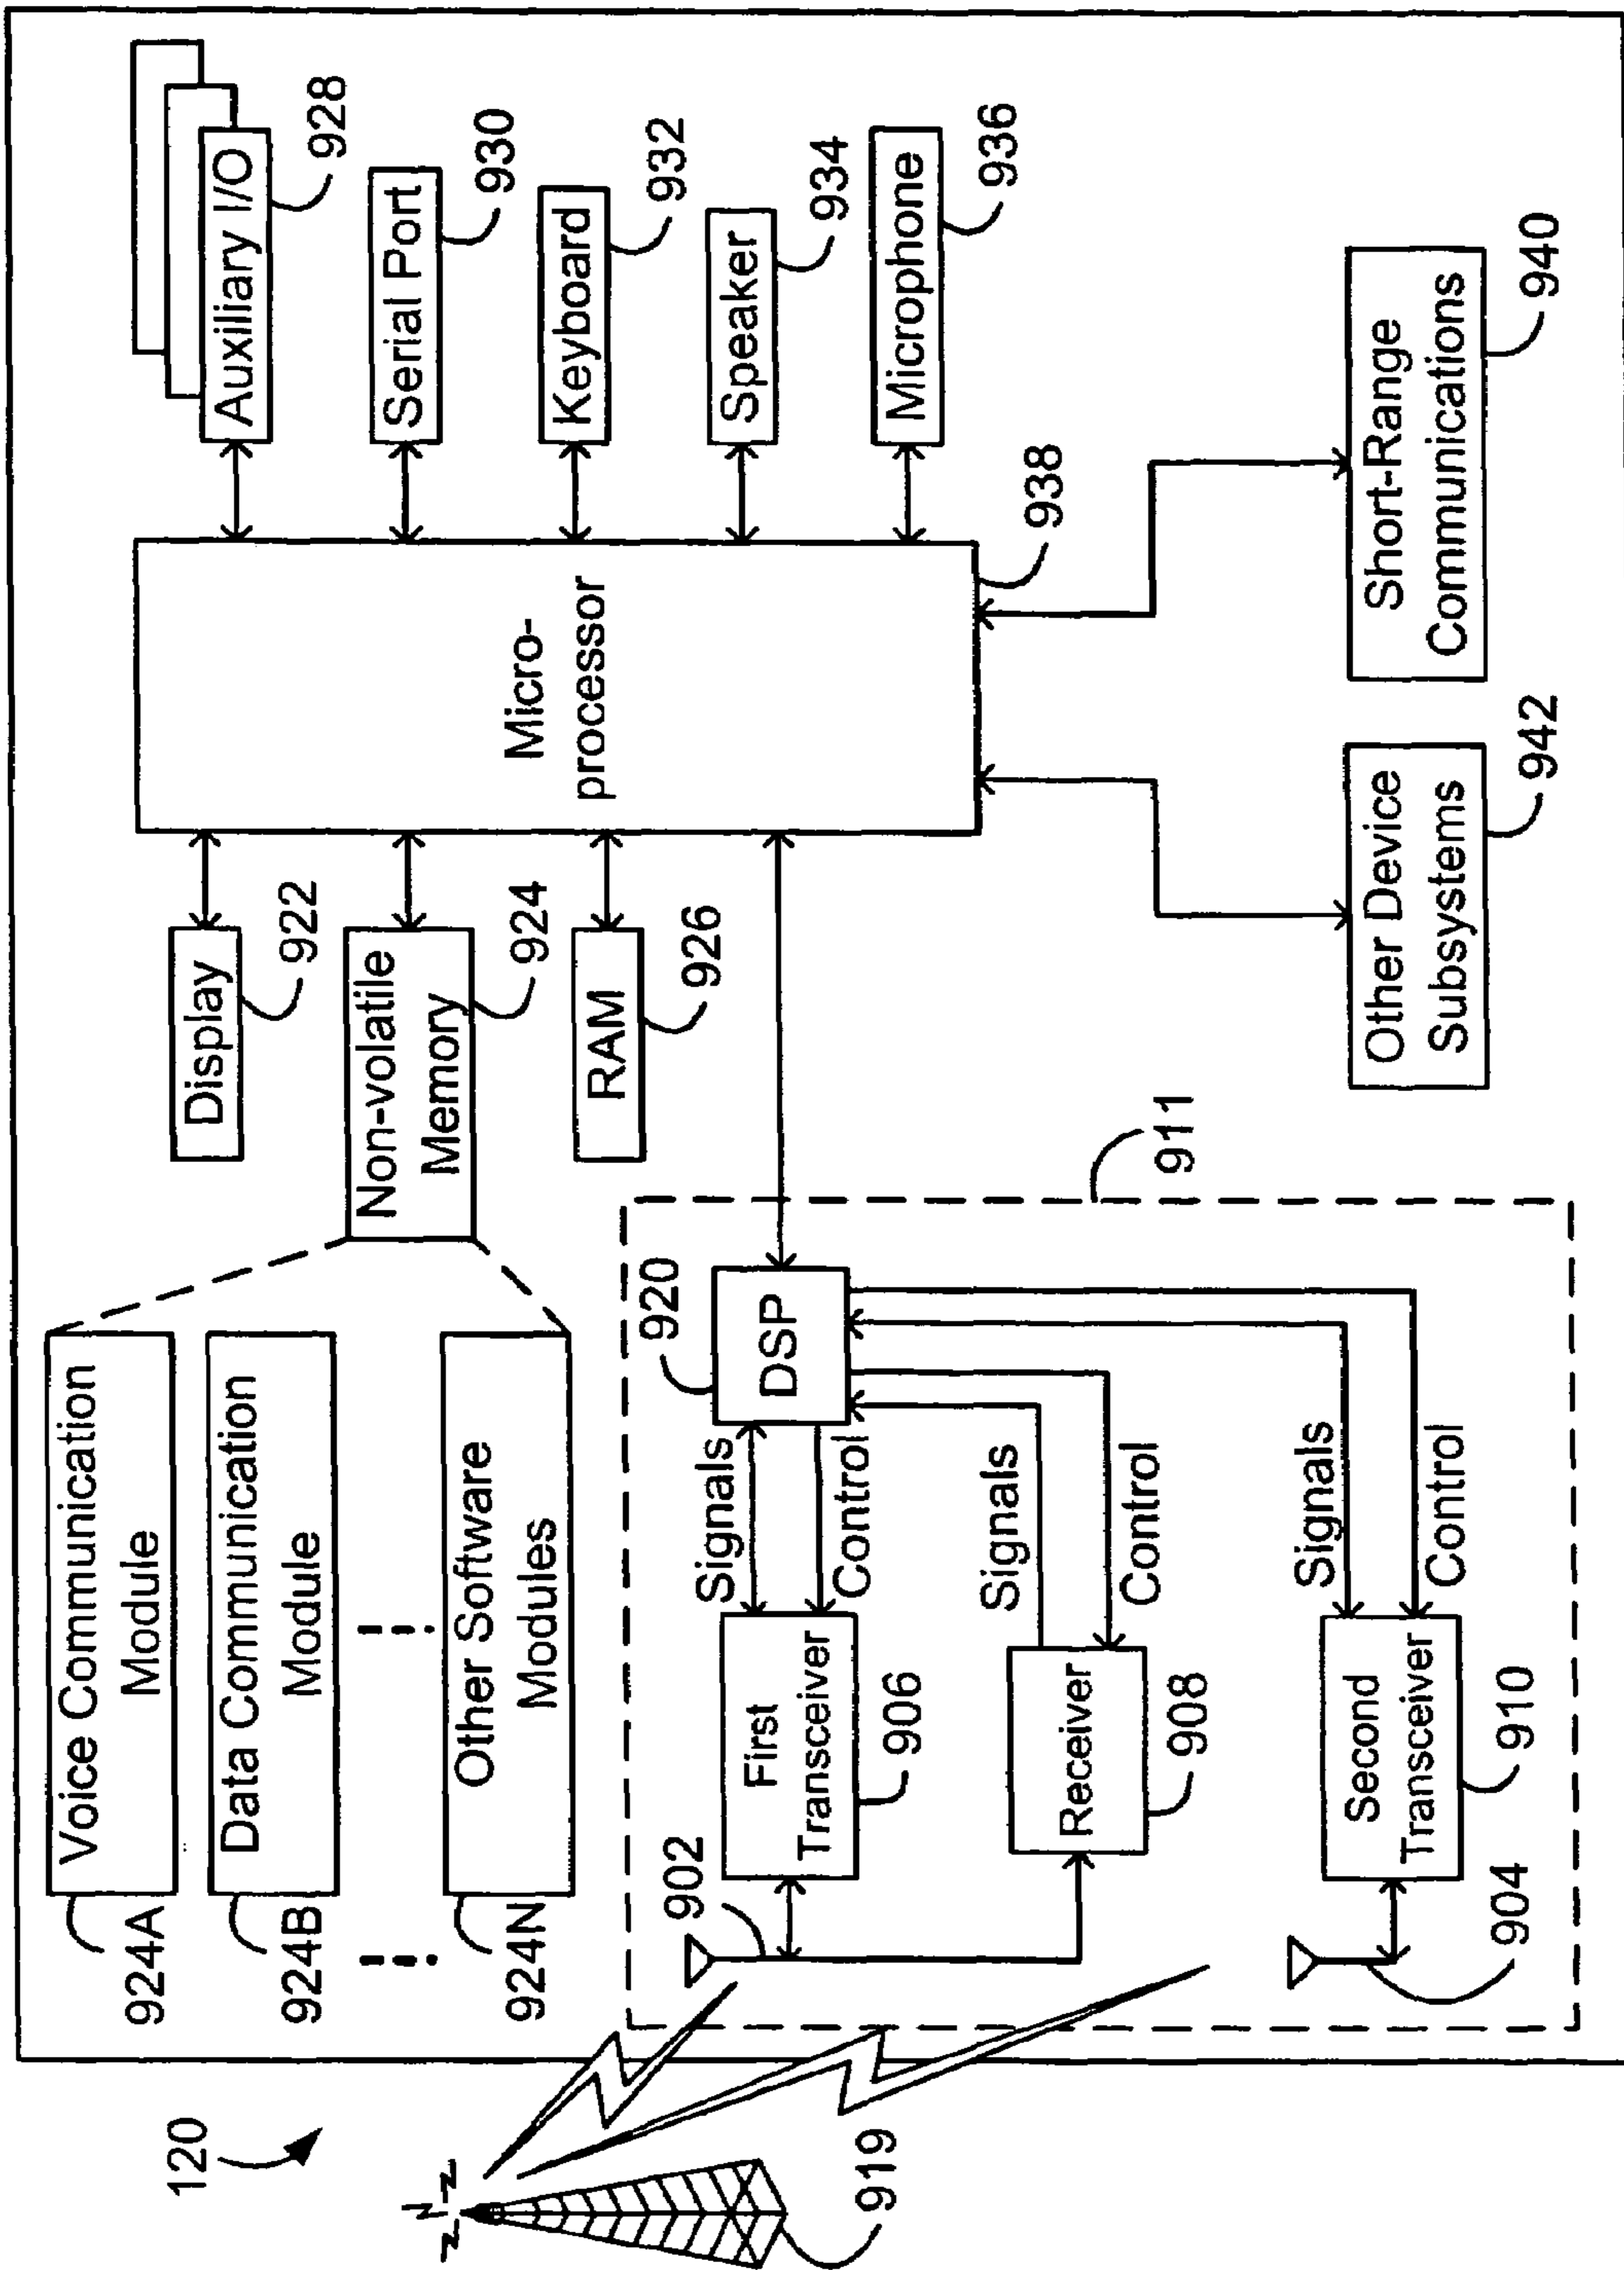 120
919
Voice Communication
Module
924A
Data Communication
Module
924B
Other Software
Modules
924N
Display
922
Non-volatile
Memory
924
RAM
926
Micro-
processor
938
Auxiliary I/O
928
Serial Port
930
Keyboard
932
Speaker
934
Microphone
936
Short-Range
Communications
940
Other Device
Subsystems
942
911
920
DSP
902
First
Transceiver
906
Signals
Control
Receiver
908
Signals
Control
Second
Transceiver
910
Signals
Control
904